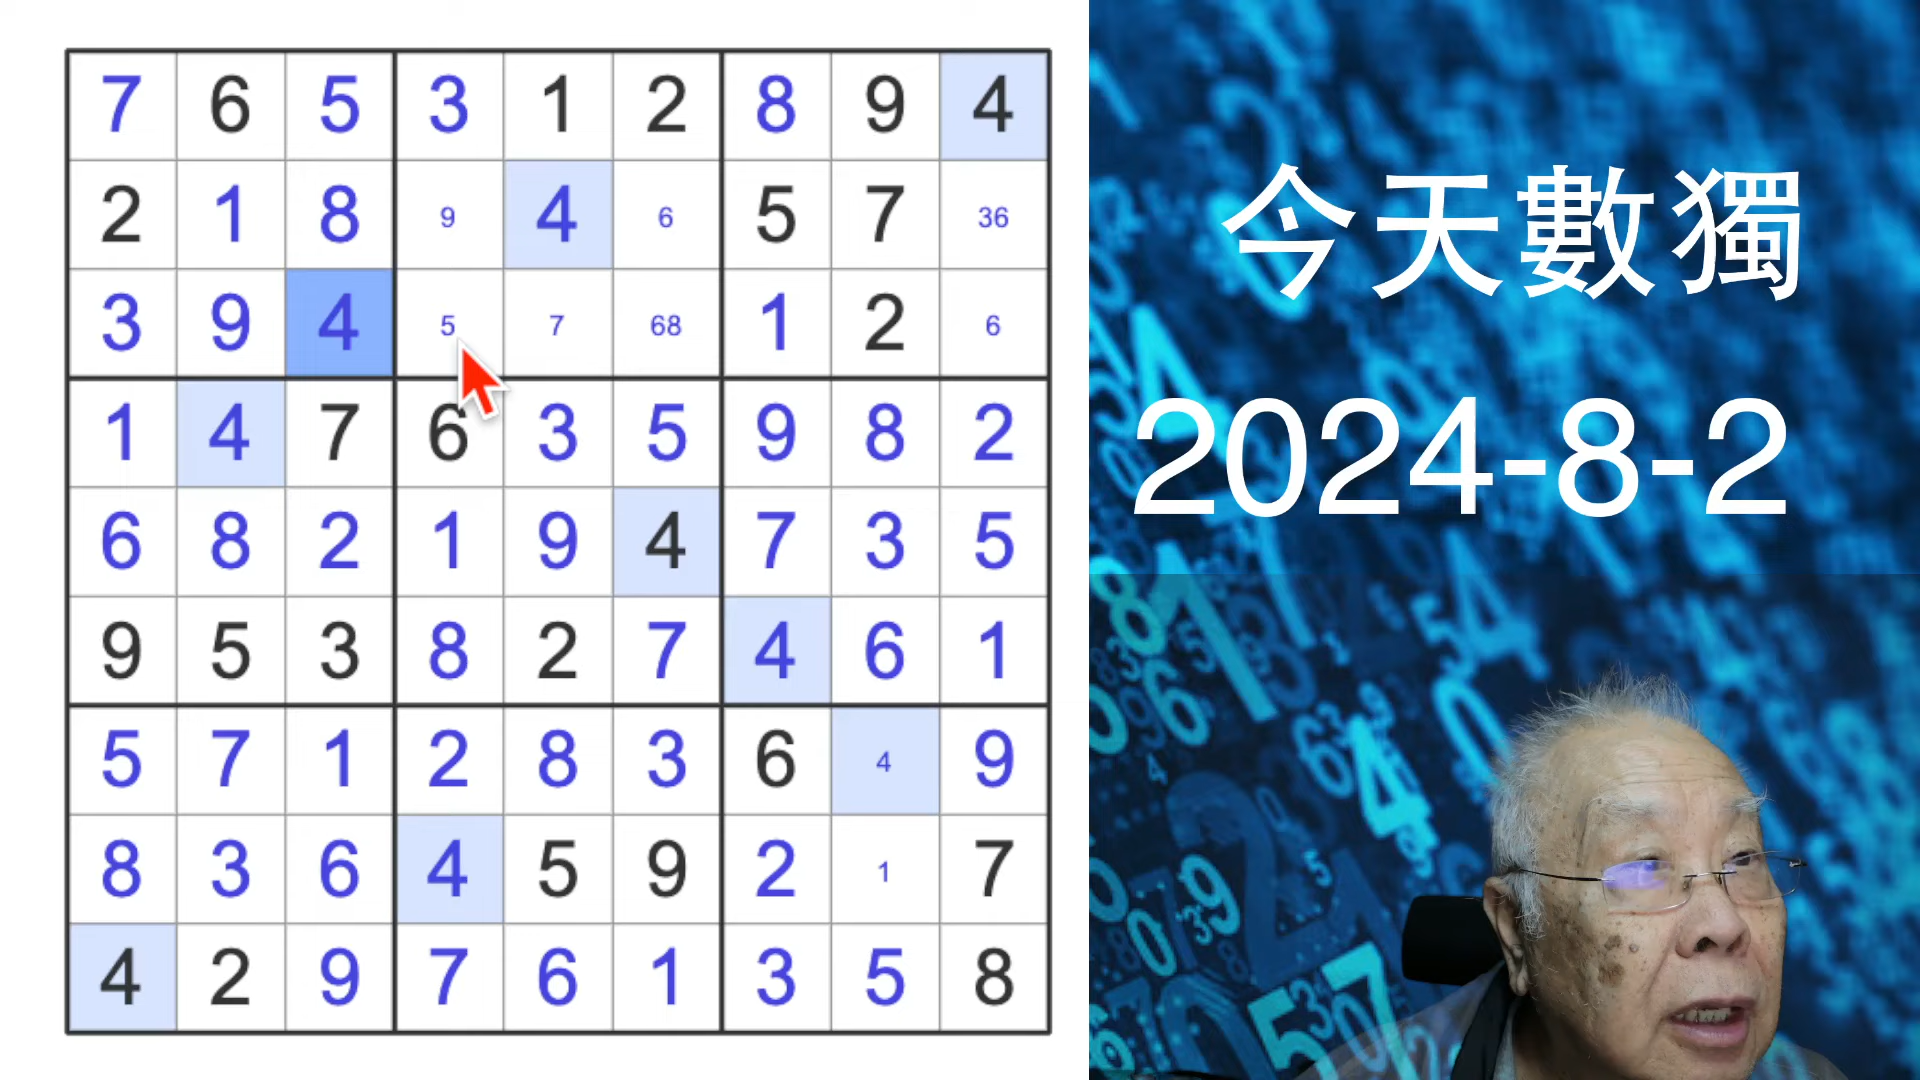 7 6 5 3 1 2 8 9 4
2 1 8 9 4 6 5 7 36
3 9 4 5 7 68 1 2 6
1 4 7 6 3 5 9 8 2
6 8 2 1 9 4 7 3 5
9 5 3 8 2 7 4 6 1
5 7 1 2 8 3 6 4 9
8 3 6 4 5 9 2 1 7
4 2 9 7 6 1 3 5 8
今天數獨
2024-8-2